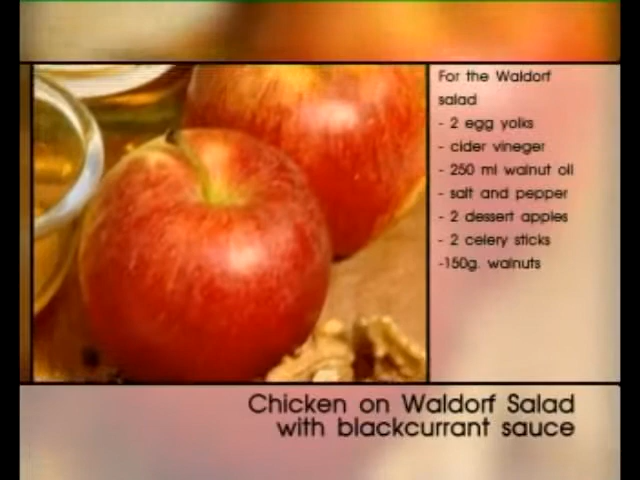 For the Waldorf
salad
- 2 egg yolks
- cider vineger
- 250 ml walnut oil
- salt and pepper
- 2 dessert apples
- 2 celery sticks
-150g. walnuts
Chicken on Waldorf Salad
with blackcurrant sauce